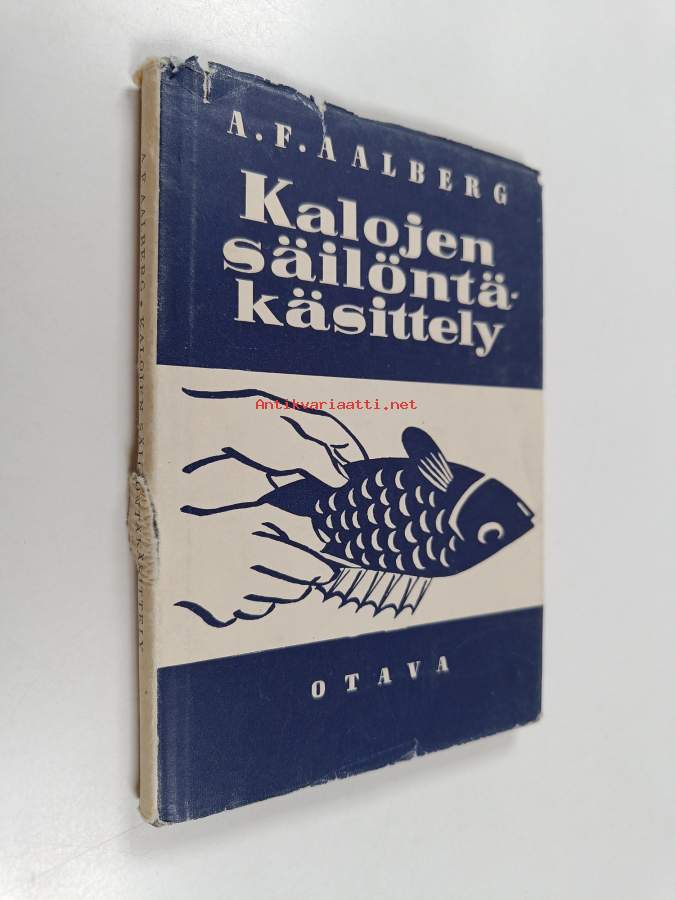 A.F. AALBERG
Kalojen
säilöntä-
käsittely
Antikvariaatti.net
OTAVA
A. F. AALBERG • KALOJEN SÄILÖNTÄKÄSITTELY